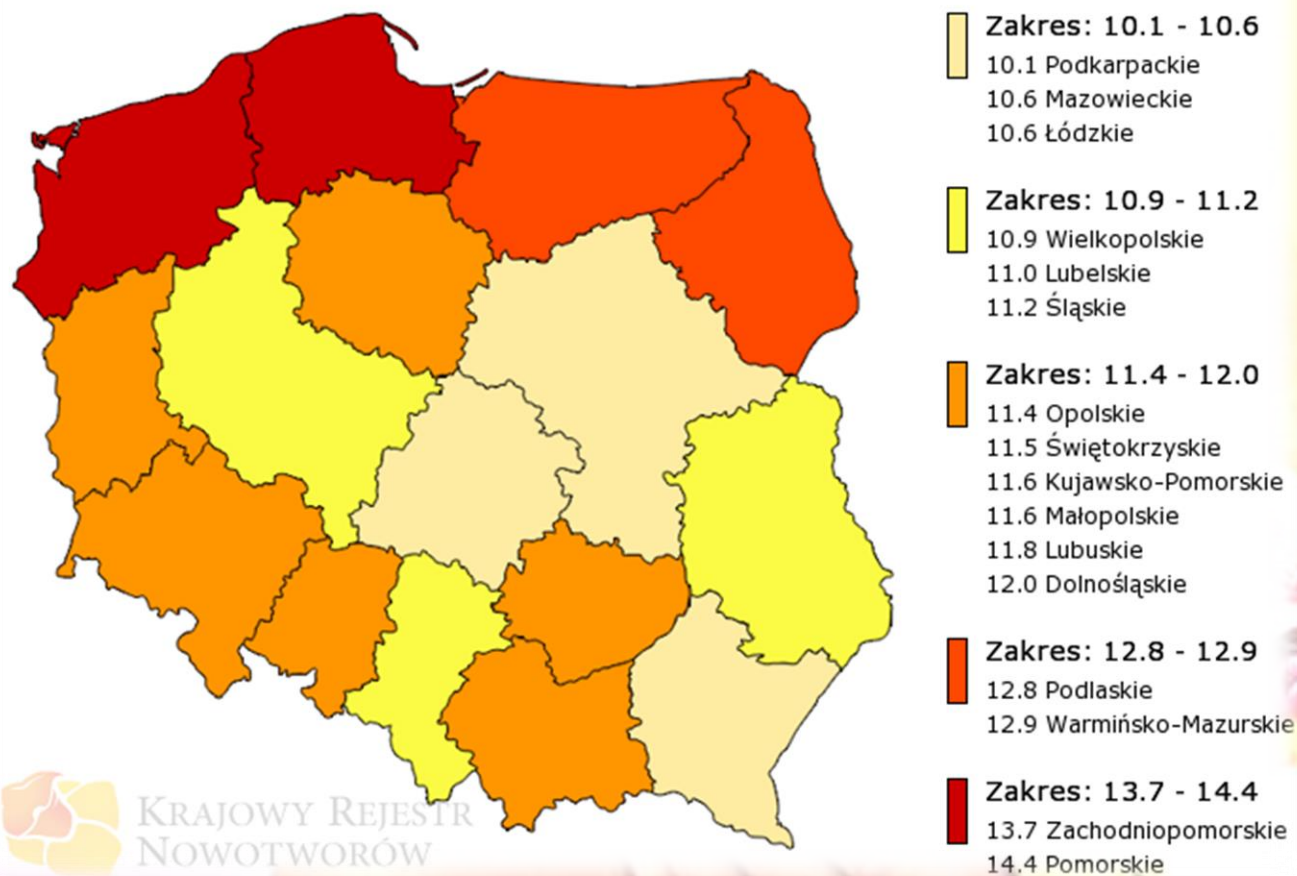 Zakres: 10.1 - 10.6
10.1 Podkarpackie
10.6 Mazowieckie
10.6 Łódzkie
Zakres: 10.9 - 11.2
10.9 Wielkopolskie
11.0 Lubelskie
11.2 Śląskie
Zakres: 11.4 - 12.0
11.4 Opolskie
11.5 Świętokrzyskie
11.6 Kujawsko-Pomorskie
11.6 Małopolskie
11.8 Lubuskie
12.0 Dolnośląskie
Zakres: 12.8 - 12.9
12.8 Podlaskie
12.9 Warmińsko-Mazurskie
Zakres: 13.7 - 14.4
13.7 Zachodniopomorskie
14.4 Pomorskie
KRAJOWY REJESTR
NOWOTWORÓW